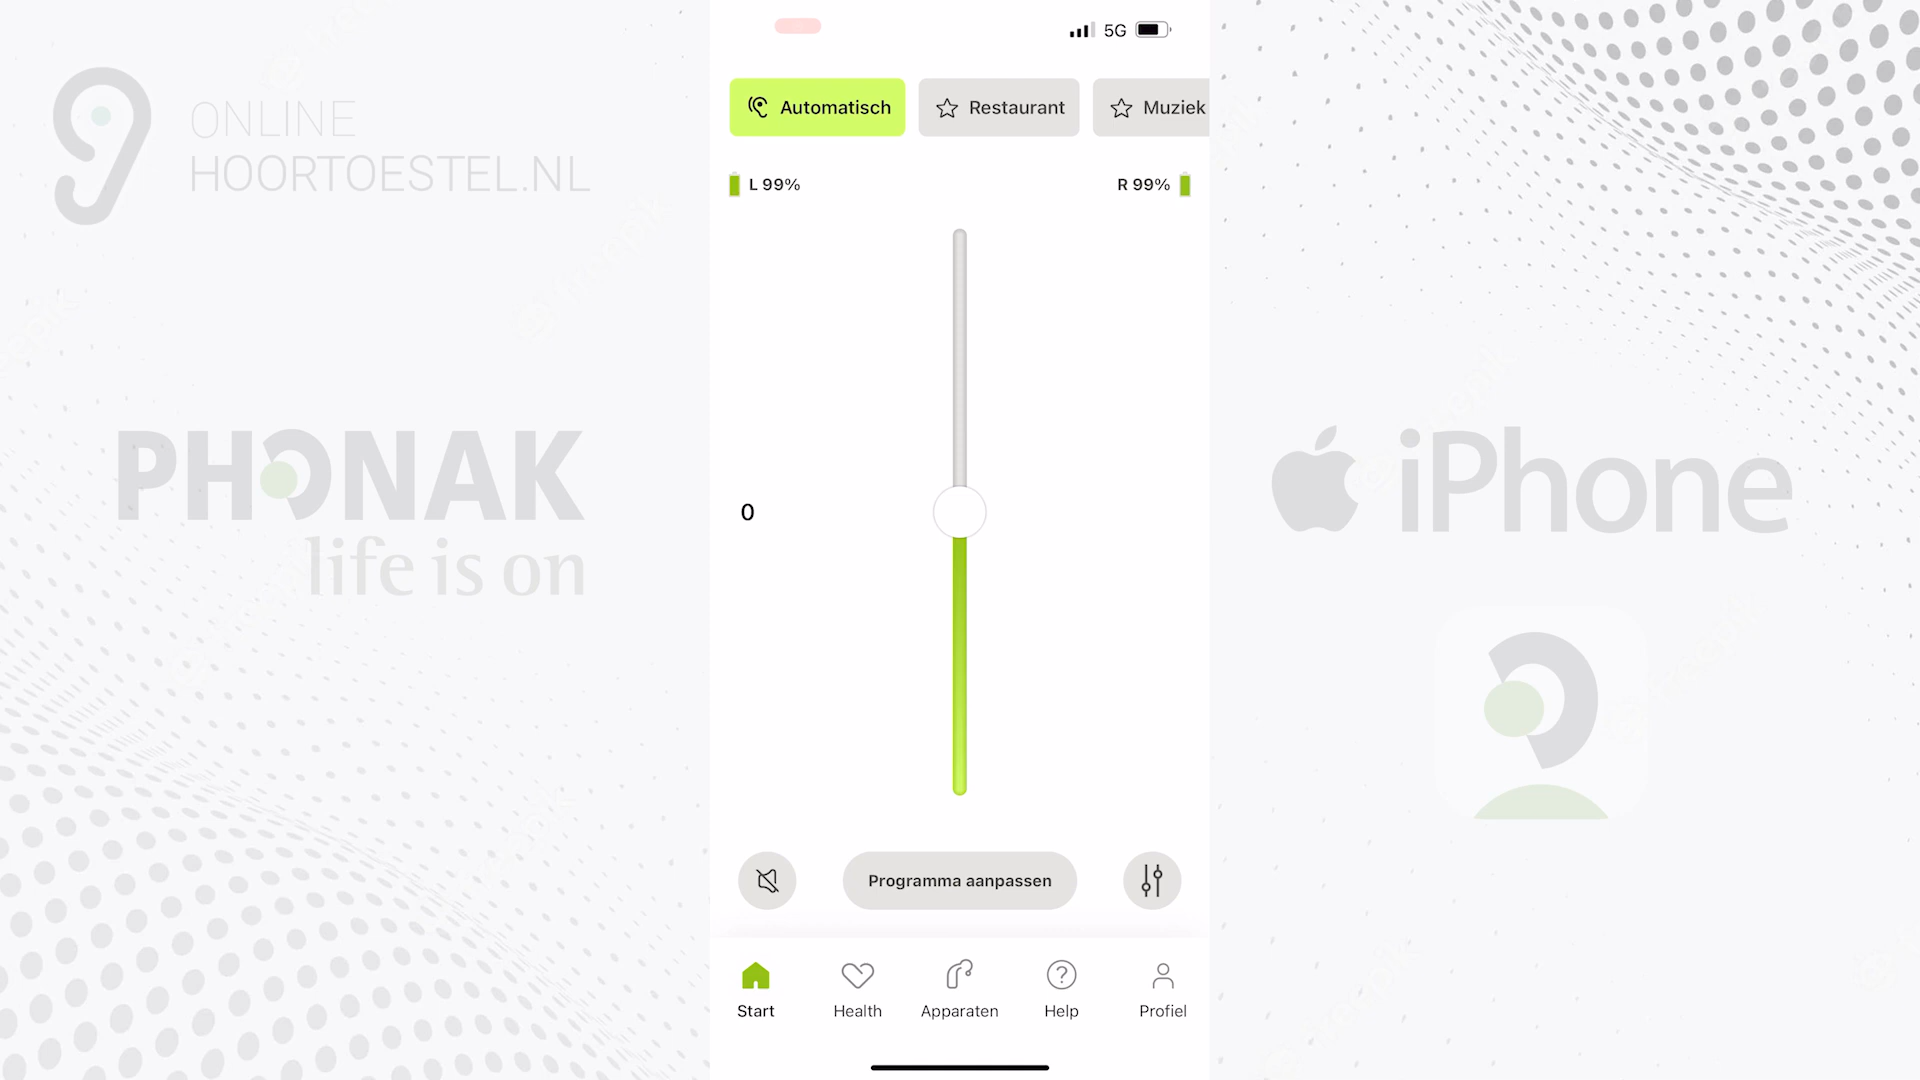 ONLINE
HOORTOESTEL.NL
PHONAK
life is on
5G
Automatisch
Restaurant
Muziek
L 99%
R 99%
0
iPhone
Programma aanpassen
Start
Health
Apparaten
Help
Profiel